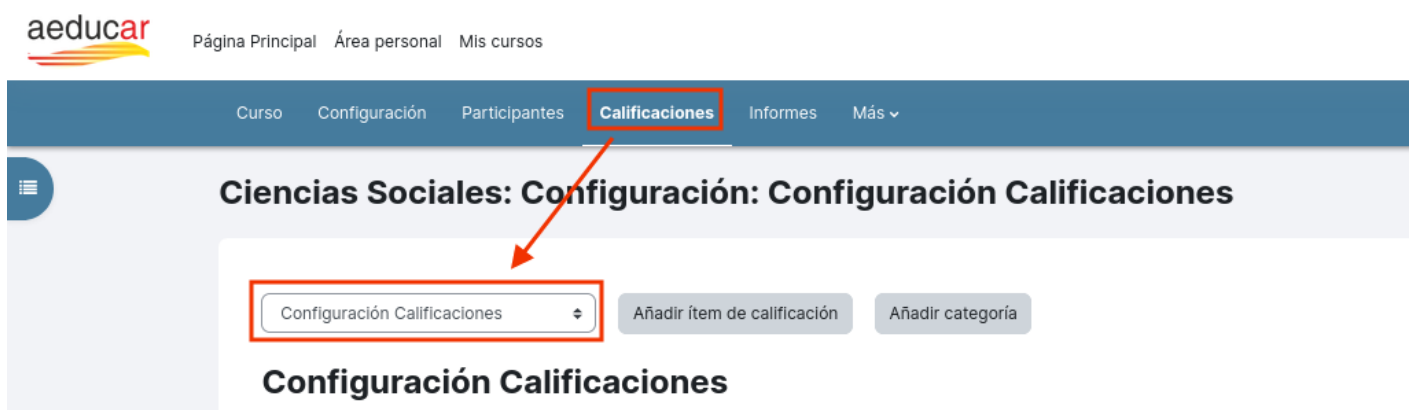 aeducar
Página Principal Área personal Mis cursos
Curso Configuración Participantes Calificaciones Informes Más
Ciencias Sociales: Configuración: Configuración Calificaciones
Configuración Calificaciones Añadir ítem de calificación Añadir categoría
Configuración Calificaciones